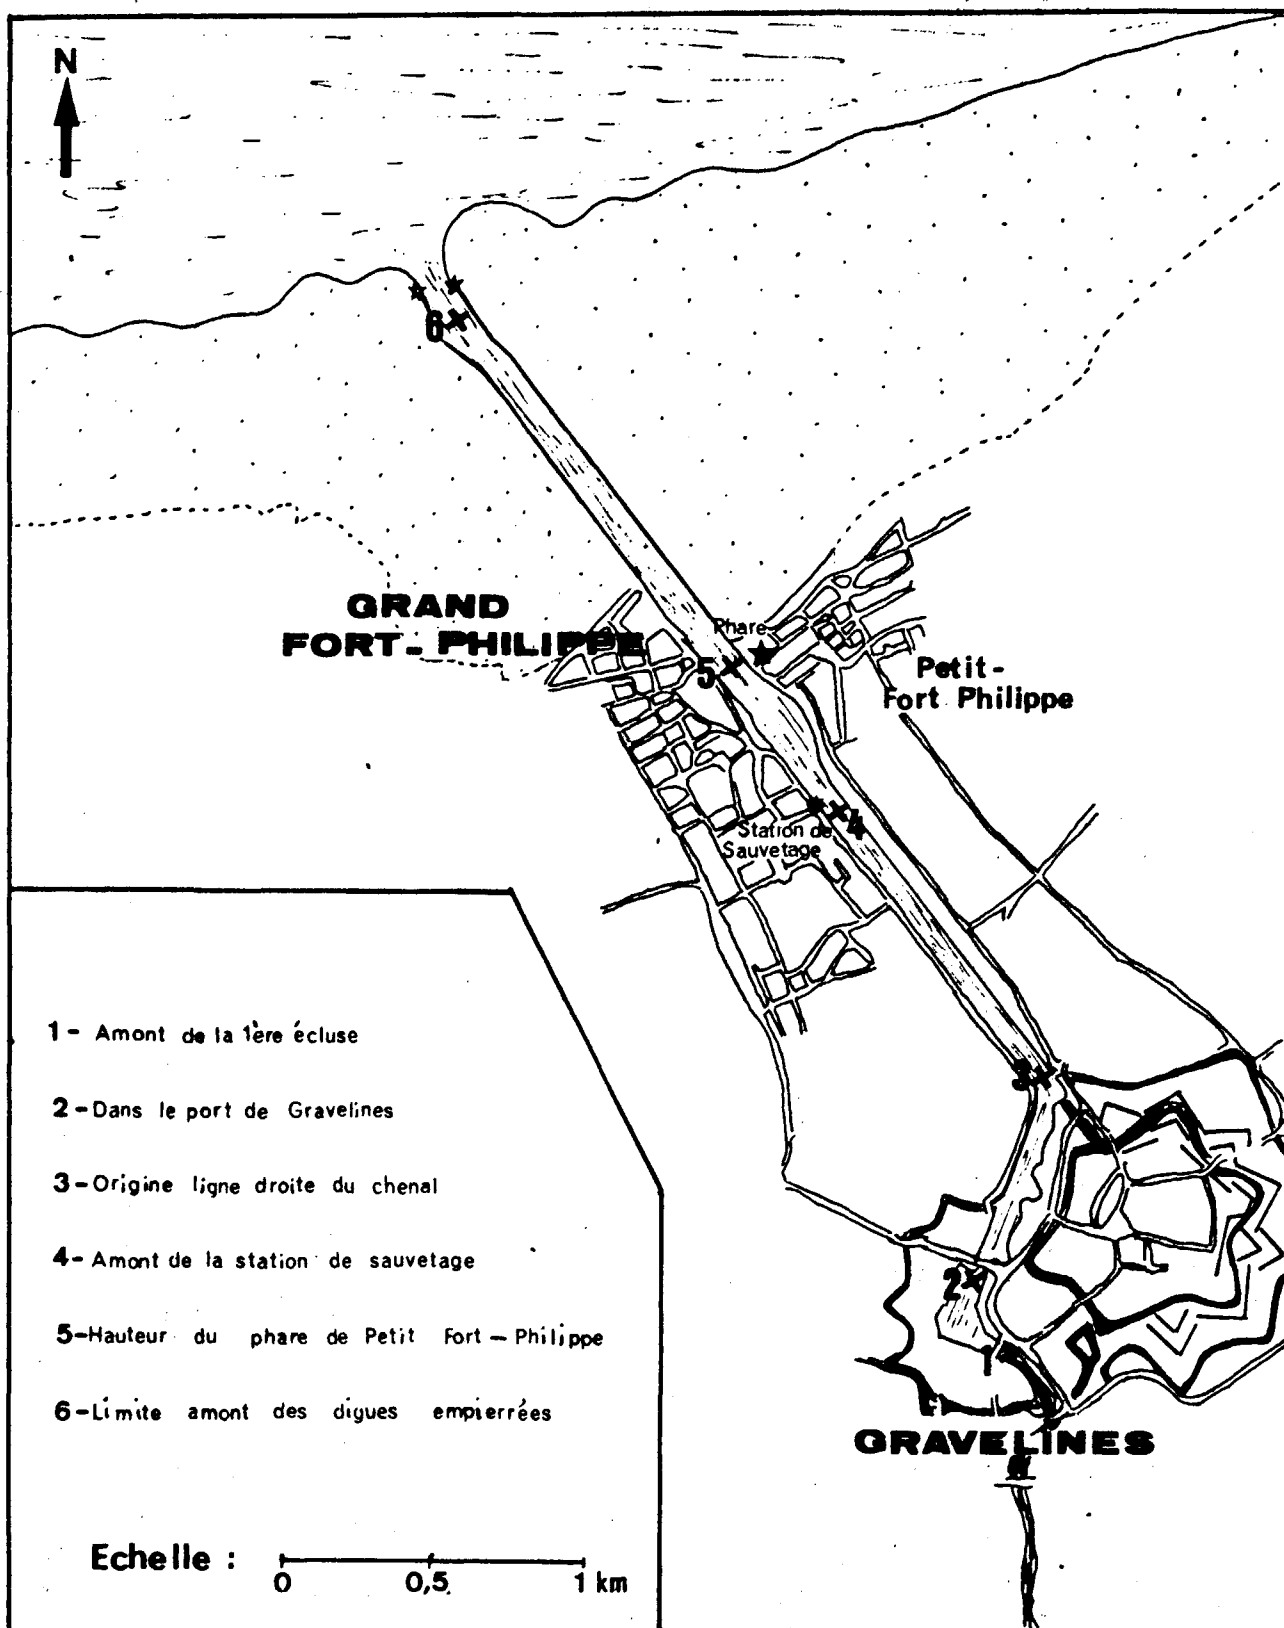 N
6
GRAND
FORT- PHILIPPE
Phare
5
Petit-
Fort Philippe
4
Station de
Sauvetage
3
2
1
GRAVELINES
1- Amont de la 1ère écluse
2-Dans le port de Gravelines
3-Origine ligne droite du chenal
4-Amont de la station de sauvetage
5-Hauteur du phare de Petit Fort-Philippe
6-Limite amont des digues empierrées
Echelle :
0 0,5 1 km